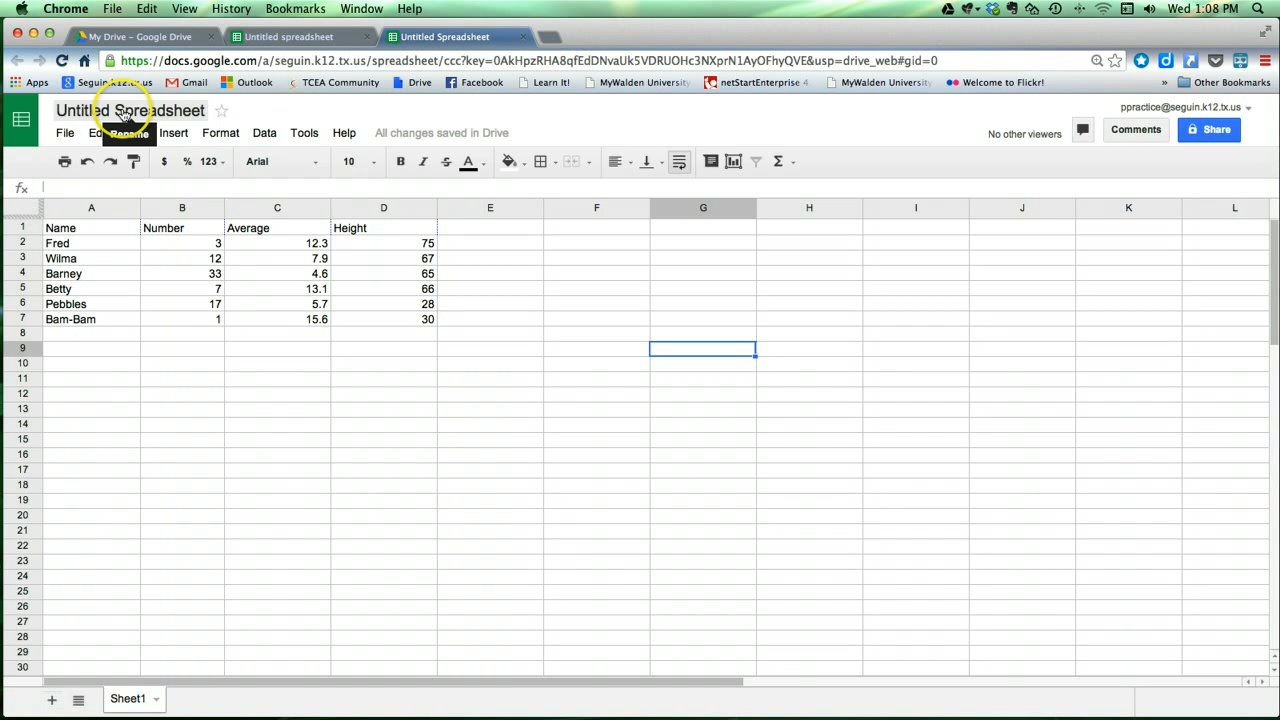 Chrome File Edit View History Bookmarks Window Help Wed 1:08 PM
My Drive – Google Drive Untitled spreadsheet Untitled Spreadsheet
https://docs.google.com/a/seguin.k12.tx.us/spreadsheet/ccc?key=0AkHpzRHA8qfEdDNvaUk5VDRUOHc3NXprN1AyOFhyQVE&usp=drive_web#gid=0
Apps Seguin.k12.tx.us Gmail Outlook TCEA Community Drive Facebook Learn It! MyWalden University netStartEnterprise 4 MyWalden University Welcome to Flickr! » Other Bookmarks
Untitled Spreadsheet ppractice@seguin.k12.tx.us
File Ed Insert Format Data Tools Help All changes saved in Drive No other viewers Comments Share
Rename
$ % 123 Arial 10 B I S A Σ
fx
A B C D E F G H I J K L
1 Name Number Average Height
2 Fred 3 12.3 75
3 Wilma 12 7.9 67
4 Barney 33 4.6 65
5 Betty 7 13.1 66
6 Pebbles 17 5.7 28
7 Bam-Bam 1 15.6 30
8
9
10
11
12
13
14
15
16
17
18
19
20
21
22
23
24
25
26
27
28
29
30
+ Sheet1